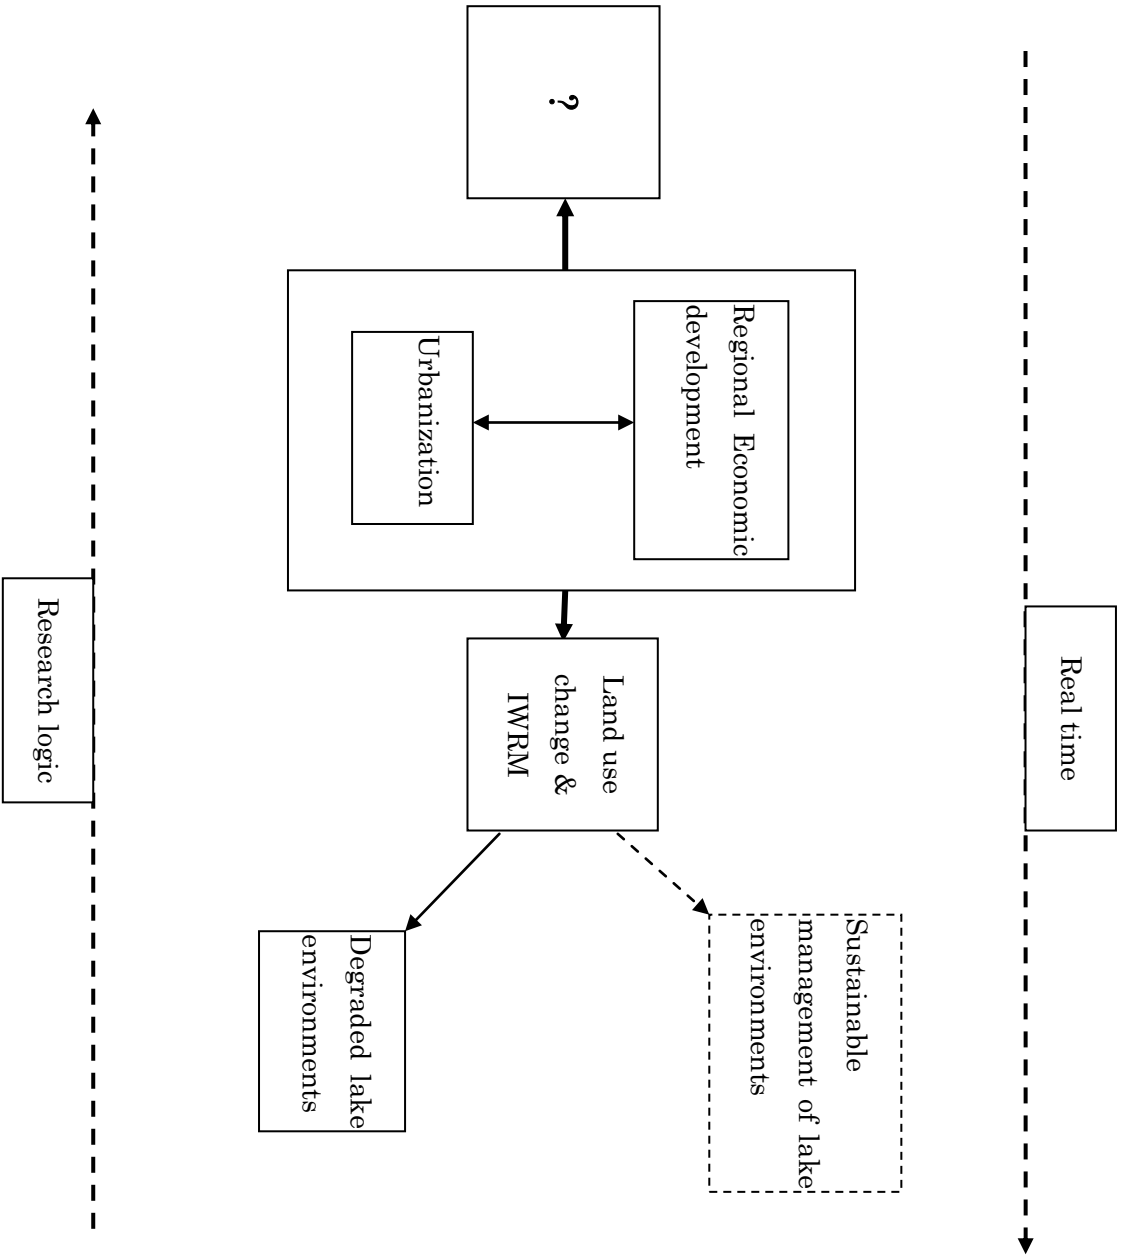 Real time
?
Regional Economic
development
Urbanization
Land use
change &
IWRM
Sustainable
management of lake
environments
Degraded lake
environments
Research logic